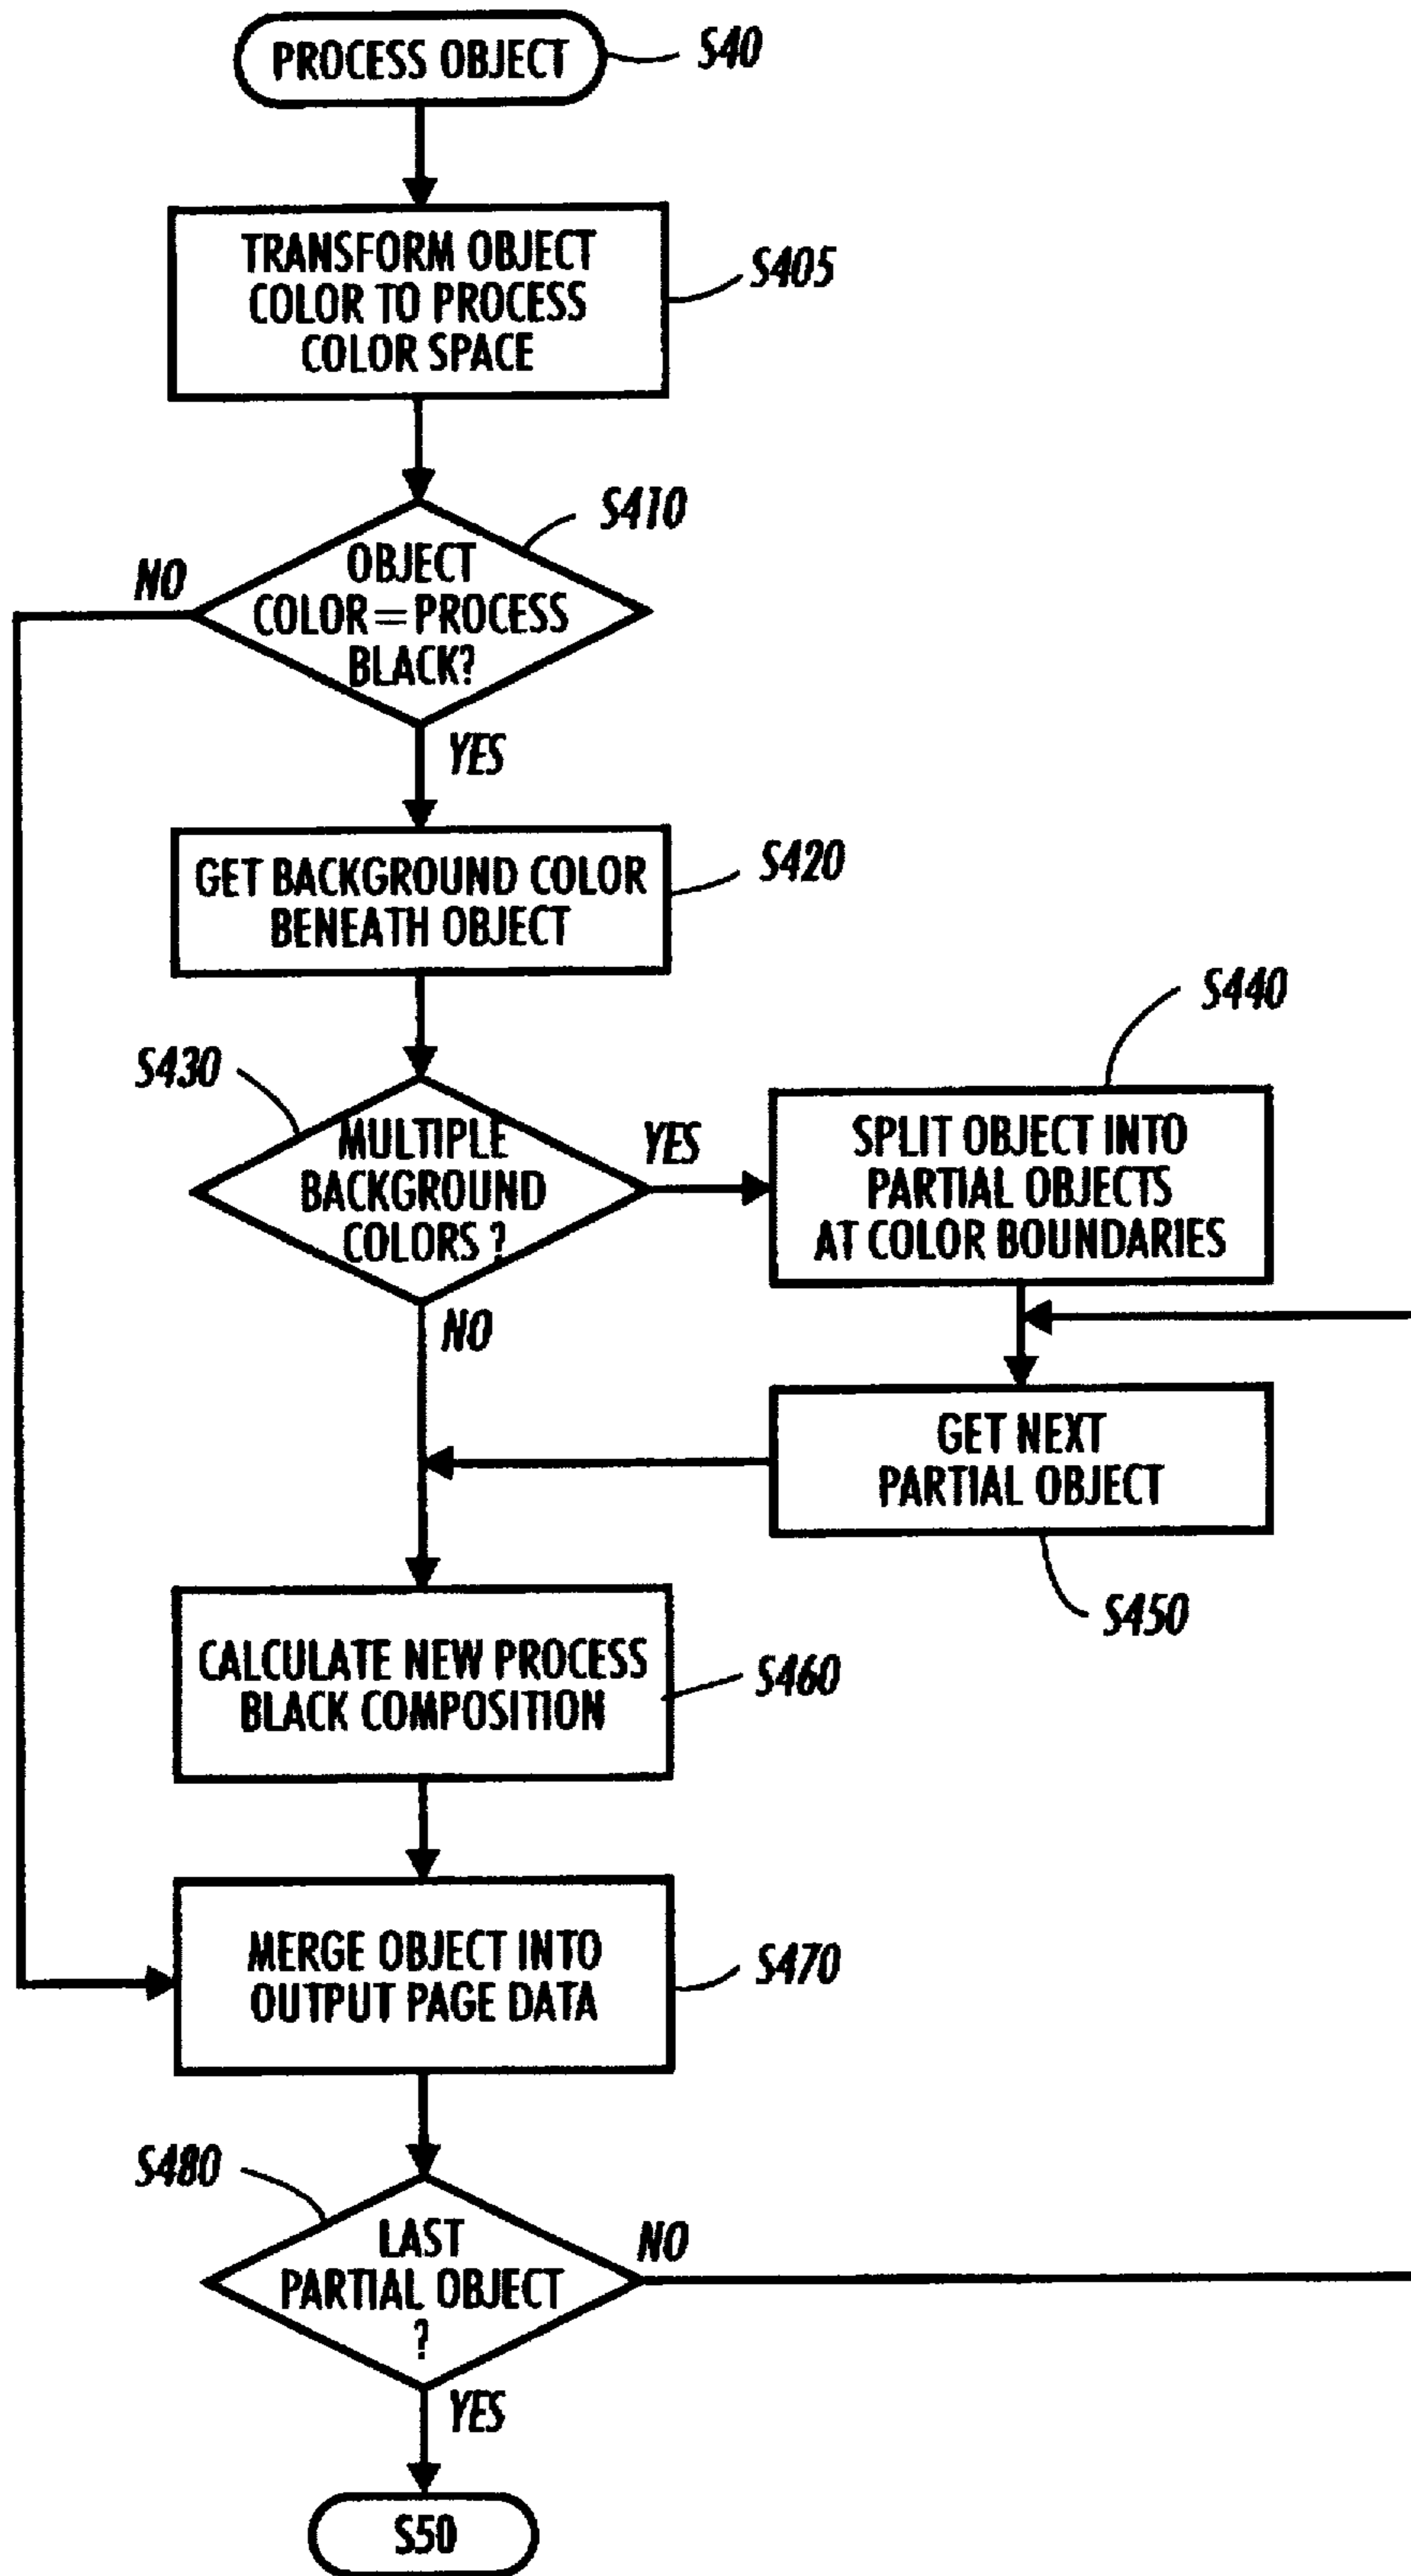 PROCESS OBJECT
S40
TRANSFORM OBJECT
COLOR TO PROCESS
COLOR SPACE
S405
S410
NO
OBJECT
COLOR=PROCESS
BLACK?
YES
GET BACKGROUND COLOR
BENEATH OBJECT
S420
S430
MULTIPLE
BACKGROUND
COLORS ?
YES
NO
S440
SPLIT OBJECT INTO
PARTIAL OBJECTS
AT COLOR BOUNDARIES
GET NEXT
PARTIAL OBJECT
S450
CALCULATE NEW PROCESS
BLACK COMPOSITION
S460
MERGE OBJECT INTO
OUTPUT PAGE DATA
S470
S480
LAST
PARTIAL OBJECT
?
NO
YES
S50